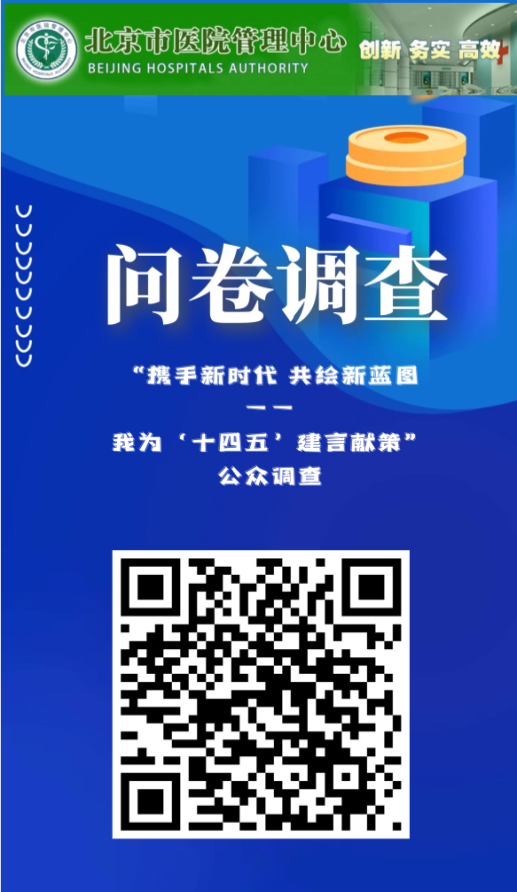 北京市医院管理中心
BEIJING HOSPITALS AUTHORITY
创新 务实 高效
问卷调查
“携手新时代 共绘新蓝图
——
我为‘十四五’建言献策”
公众调查